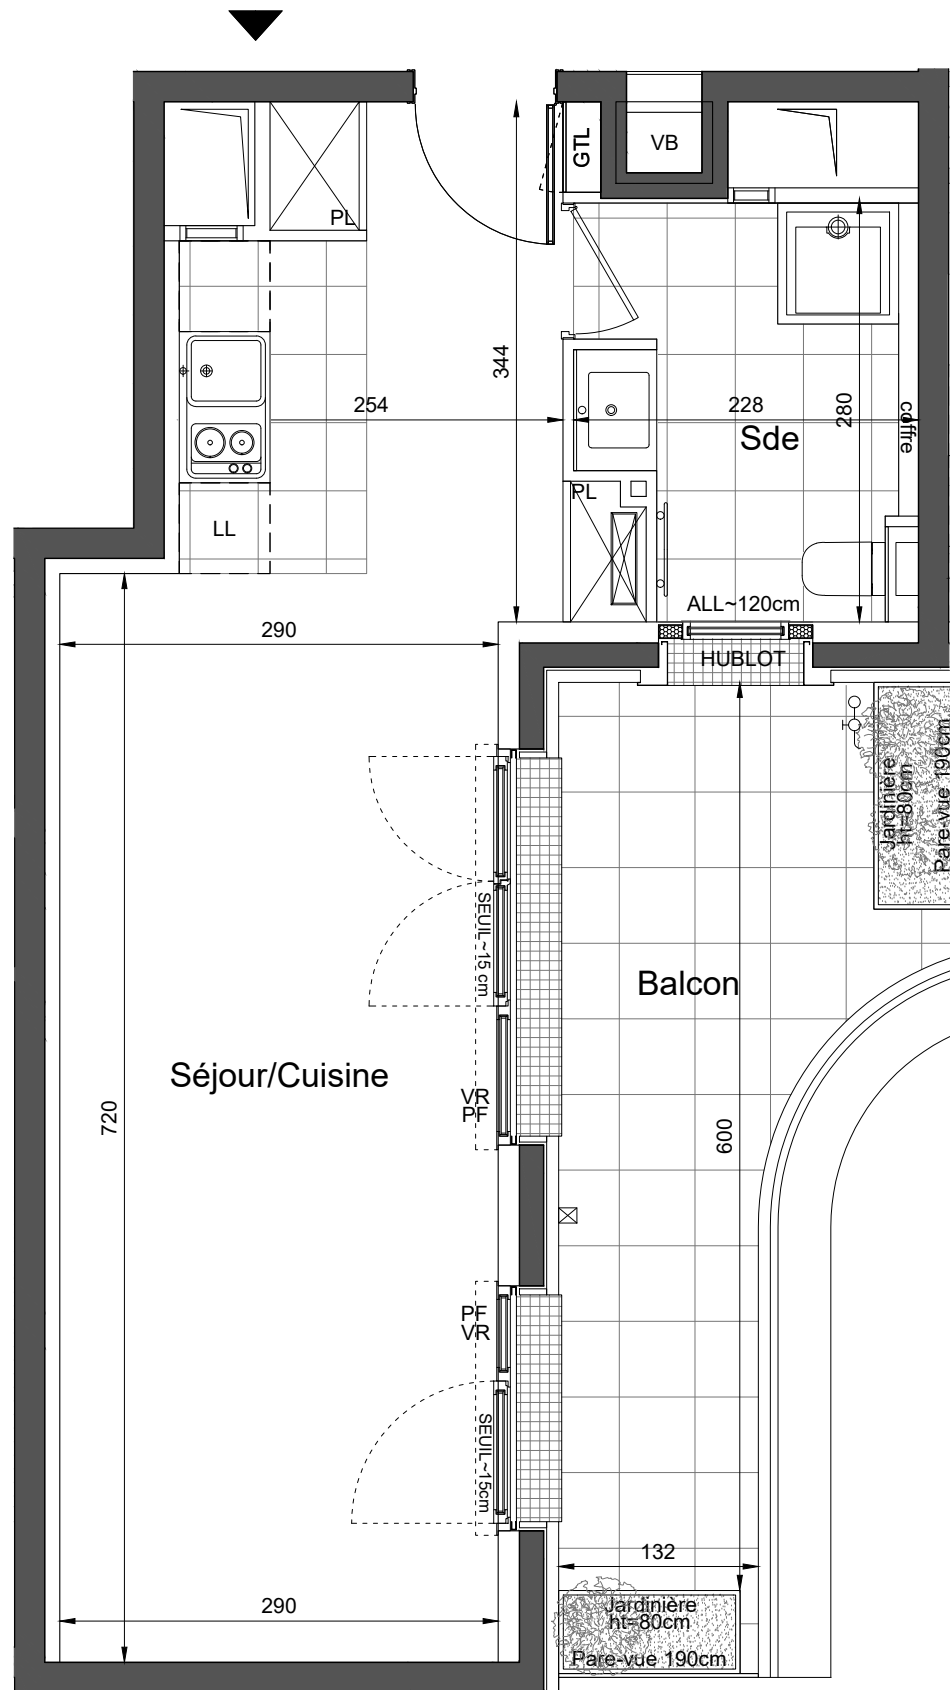 GTL
VB
PL
344
254
228
280
coffre
Sde
PL
LL
ALL~120cm
290
HUBLOT
Jardinière
ht=80cm
Pare-vue 190cm
SEUIL~15 cm
Balcon
Séjour/Cuisine
VR
PF
720
600
PF
VR
SEUIL~15cm
132
290
Jardinière
ht=80cm
Pare-vue 190cm